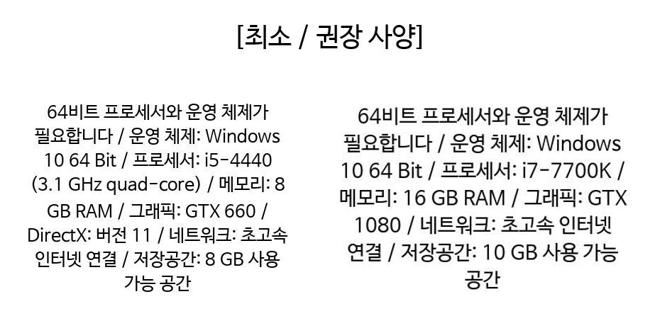 [최소 / 권장 사양]
64비트 프로세서와 운영 체제가
필요합니다 / 운영 체제: Windows
10 64 Bit / 프로세서: i5-4440
(3.1 GHz quad-core) / 메모리: 8
GB RAM / 그래픽: GTX 660 /
DirectX: 버전 11 / 네트워크: 초고속
인터넷 연결 / 저장공간: 8 GB 사용
가능 공간
64비트 프로세서와 운영 체제가
필요합니다 / 운영 체제: Windows
10 64 Bit / 프로세서: i7-7700K /
메모리: 16 GB RAM / 그래픽: GTX
1080 / 네트워크: 초고속 인터넷
연결 / 저장공간: 10 GB 사용 가능
공간